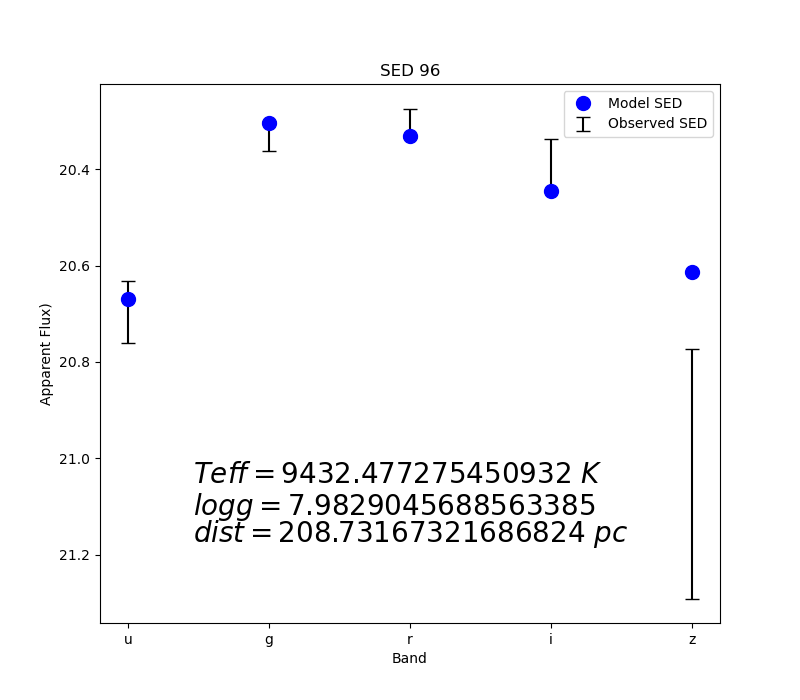 SED 96
Model SED
Observed SED
20.4
20.6
20.8
21.0
21.2
Apparent Flux)
Teff = 9432.477275450932 K
logg = 7.9829045688563385
dist = 208.73167321686824 pc
u g r i z
Band